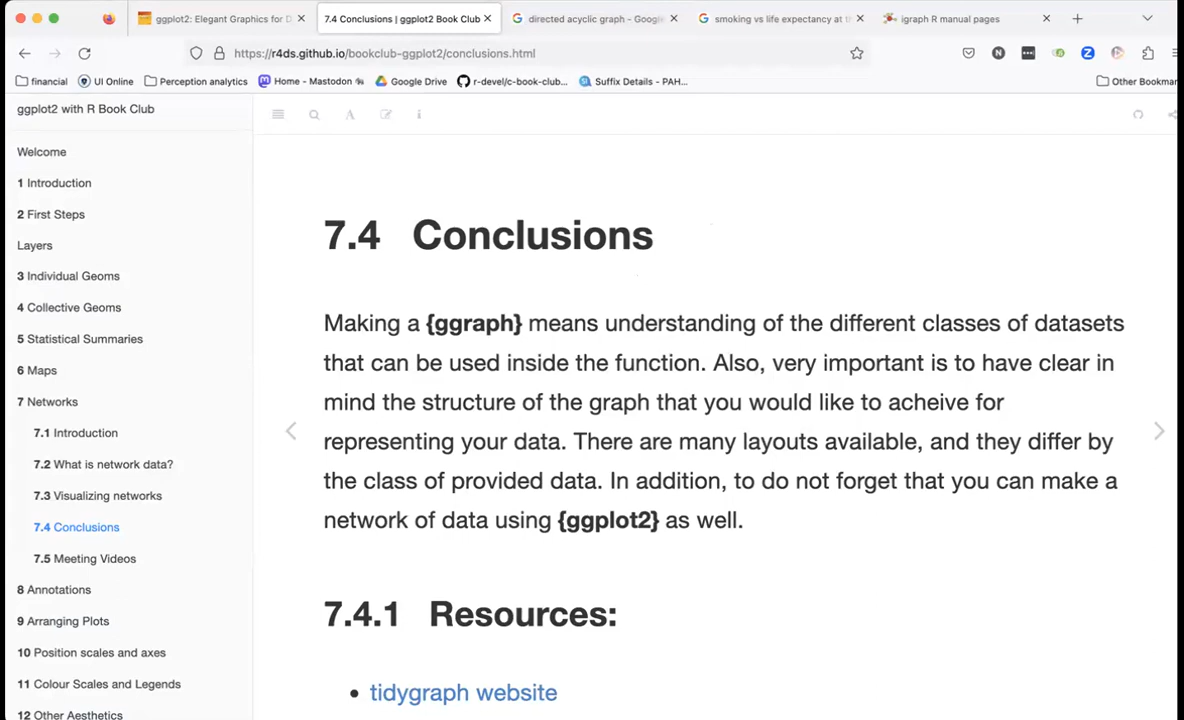 ggplot2: Elegant Graphics for D
7.4 Conclusions | ggplot2 Book Club
directed acyclic graph - Google
smoking vs life expectancy at t
igraph R manual pages
https://r4ds.github.io/bookclub-ggplot2/conclusions.html
financial
UI Online
Perception analytics
Home - Mastodon
Google Drive
r-devel/c-book-club...
Suffix Details - PAH...
Other Bookmar
ggplot2 with R Book Club
Welcome
1 Introduction
2 First Steps
Layers
3 Individual Geoms
4 Collective Geoms
5 Statistical Summaries
6 Maps
7 Networks
7.1 Introduction
7.2 What is network data?
7.3 Visualizing networks
7.4 Conclusions
7.5 Meeting Videos
8 Annotations
9 Arranging Plots
10 Position scales and axes
11 Colour Scales and Legends
12 Other Aesthetics
7.4 Conclusions
Making a {ggraph} means understanding of the different classes of datasets
that can be used inside the function. Also, very important is to have clear in
mind the structure of the graph that you would like to acheive for
representing your data. There are many layouts available, and they differ by
the class of provided data. In addition, to do not forget that you can make a
network of data using {ggplot2} as well.
7.4.1 Resources:
• tidygraph website